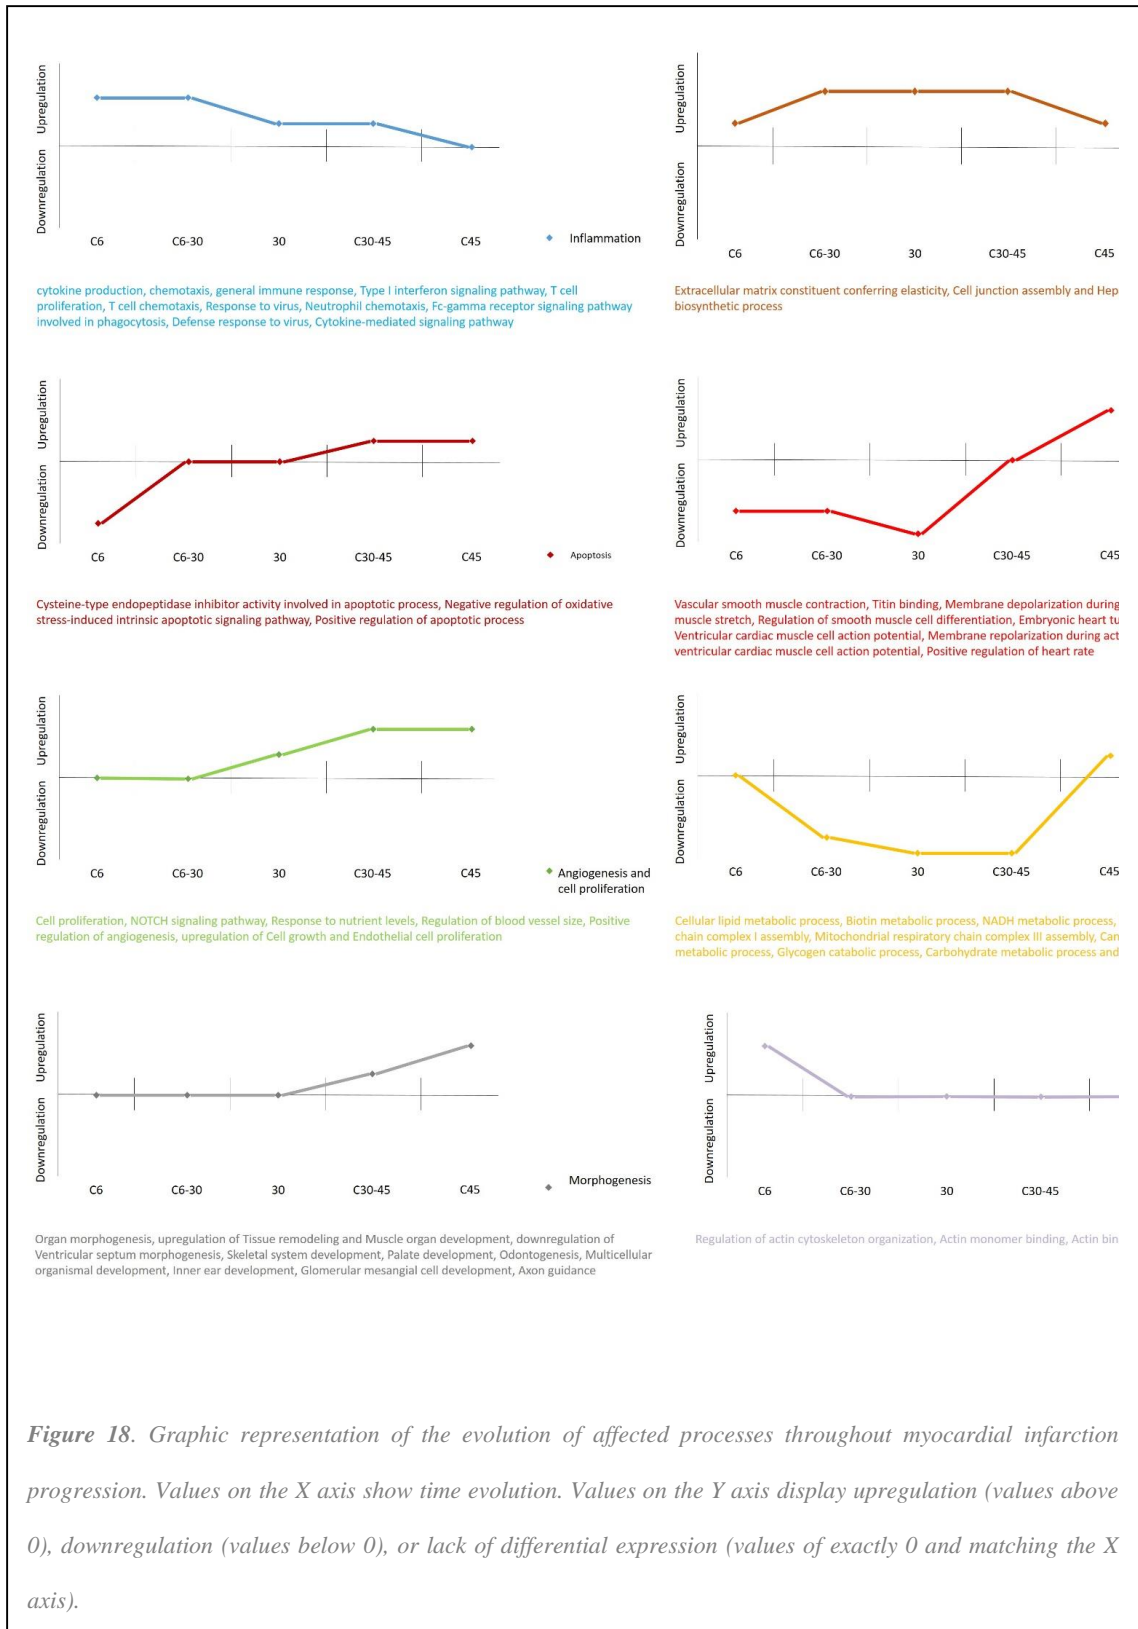 Upregulation
Downregulation
C6 C6-30 30 C30-45 C45
Inflammation
cytokine production, chemotaxis, general immune response, Type I interferon signaling pathway, T cell
proliferation, T cell chemotaxis, Response to virus, Neutrophil chemotaxis, Fc-gamma receptor signaling pathway
involved in phagocytosis, Defense response to virus, Cytokine-mediated signaling pathway
Upregulation
Downregulation
C6 C6-30 30 C30-45 C45
Extracellular matrix constituent conferring elasticity, Cell junction assembly and Hep
biosynthetic process
Upregulation
Downregulation
C6 C6-30 30 C30-45 C45
Apoptosis
Cysteine-type endopeptidase inhibitor activity involved in apoptotic process, Negative regulation of oxidative
stress-induced intrinsic apoptotic signaling pathway, Positive regulation of apoptotic process
Upregulation
Downregulation
C6 C6-30 30 C30-45 C45
Vascular smooth muscle contraction, Titin binding, Membrane depolarization during
muscle stretch, Regulation of smooth muscle cell differentiation, Embryonic heart tu
Ventricular cardiac muscle cell action potential, Membrane repolarization during act
ventricular cardiac muscle cell action potential, Positive regulation of heart rate
Upregulation
Downregulation
C6 C6-30 30 C30-45 C45
Angiogenesis and
cell proliferation
Cell proliferation, NOTCH signaling pathway, Response to nutrient levels, Regulation of blood vessel size, Positive
regulation of angiogenesis, upregulation of Cell growth and Endothelial cell proliferation
Upregulation
Downregulation
C6 C6-30 30 C30-45 C45
Cellular lipid metabolic process, Biotin metabolic process, NADH metabolic process,
chain complex I assembly, Mitochondrial respiratory chain complex III assembly, Car
metabolic process, Glycogen catabolic process, Carbohydrate metabolic process and
Upregulation
Downregulation
C6 C6-30 30 C30-45 C45
Morphogenesis
Organ morphogenesis, upregulation of Tissue remodeling and Muscle organ development, downregulation of
Ventricular septum morphogenesis, Skeletal system development, Palate development, Odontogenesis, Multicellular
organismal development, Inner ear development, Glomerular mesangial cell development, Axon guidance
Upregulation
Downregulation
C6 C6-30 30 C30-45
Regulation of actin cytoskeleton organization, Actin monomer binding, Actin bin
Figure 18. Graphic representation of the evolution of affected processes throughout myocardial infarction
progression. Values on the X axis show time evolution. Values on the Y axis display upregulation (values above
0), downregulation (values below 0), or lack of differential expression (values of exactly 0 and matching the X
axis).